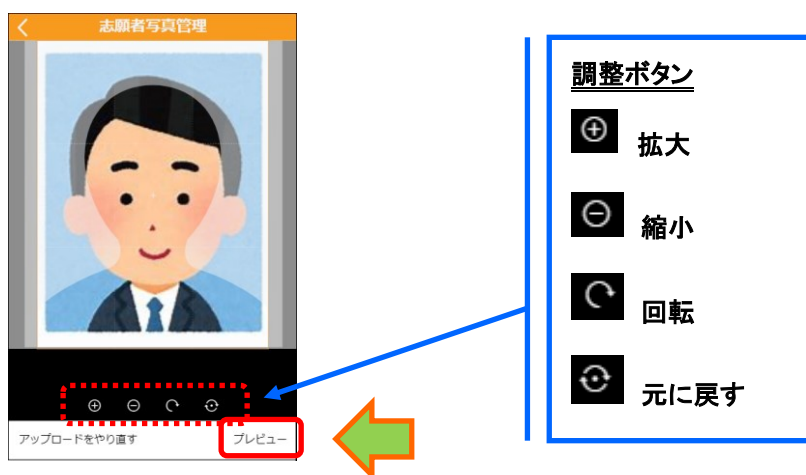 志願者写真管理
アップロードをやり直す
プレビュー
調整ボタン
拡大
縮小
回転
元に戻す